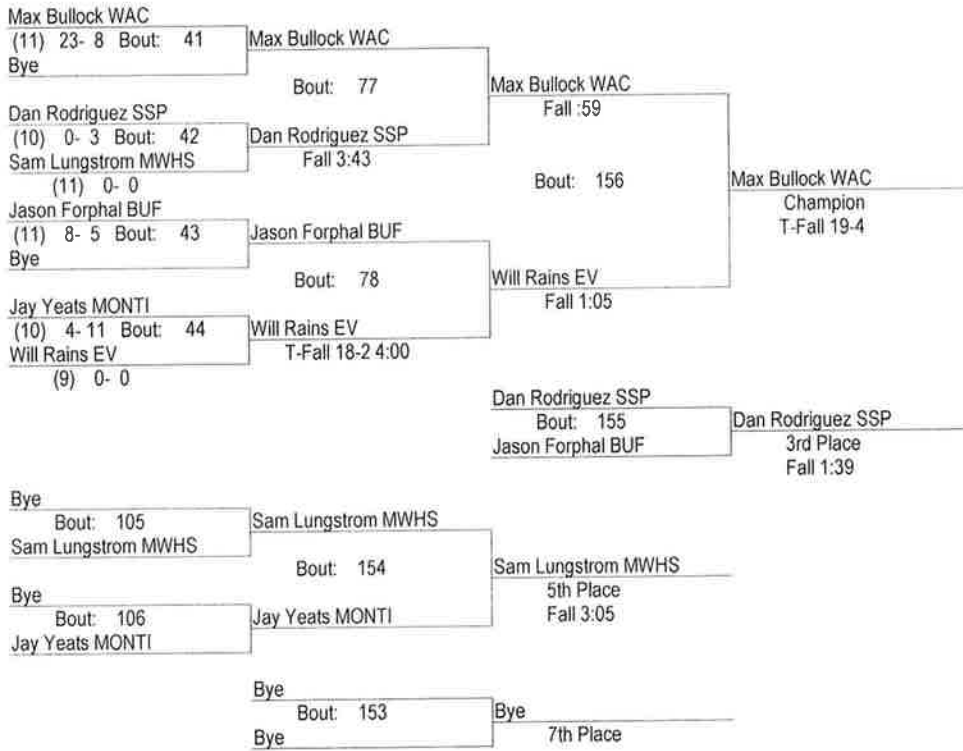 Max Bullock WAC
(11) 23- 8 Bout: 41
Bye
Max Bullock WAC
Bout: 77
Dan Rodriguez SSP
(10) 0- 3 Bout: 42
Sam Lungstrom MWHS
(11) 0- 0
Dan Rodriguez SSP
Fall 3:43
Max Bullock WAC
Fall :59
Bout: 156
Jason Forphal BUF
(11) 8- 5 Bout: 43
Bye
Jason Forphal BUF
Bout: 78
Jay Yeats MONTI
(10) 4- 11 Bout: 44
Will Rains EV
(9) 0- 0
Will Rains EV
T-Fall 18-2 4:00
Will Rains EV
Fall 1:05
Max Bullock WAC
Champion
T-Fall 19-4
Dan Rodriguez SSP
Bout: 155
Jason Forphal BUF
Dan Rodriguez SSP
3rd Place
Fall 1:39
Bye
Bout: 105
Sam Lungstrom MWHS
Sam Lungstrom MWHS
Bout: 154
Bye
Bout: 106
Jay Yeats MONTI
Jay Yeats MONTI
Sam Lungstrom MWHS
5th Place
Fall 3:05
Bye
Bout: 153
Bye
Bye
7th Place